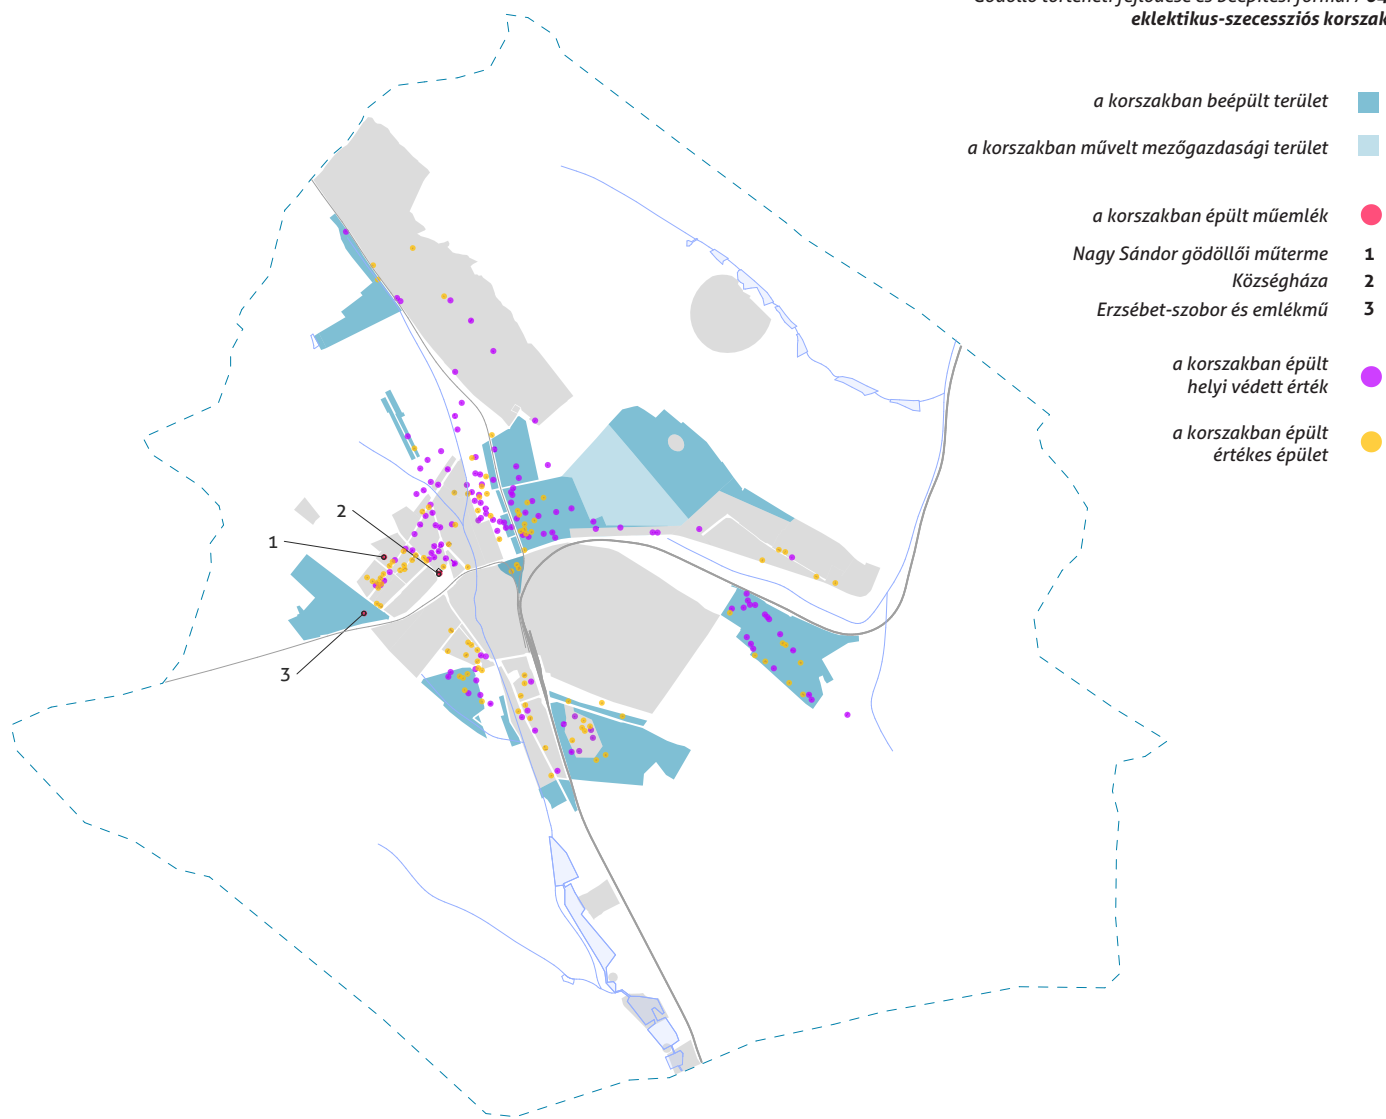 eklektikus-szecessziós korszak
a korszakban beépült terület
a korszakban művelt mezőgazdasági terület
a korszakban épült műemlék
Nagy Sándor gödöllői műterme 1
Községháza 2
Erzsébet-szobor és emlékmű 3
a korszakban épült
helyi védett érték
a korszakban épült
értékes épület
2
1
3